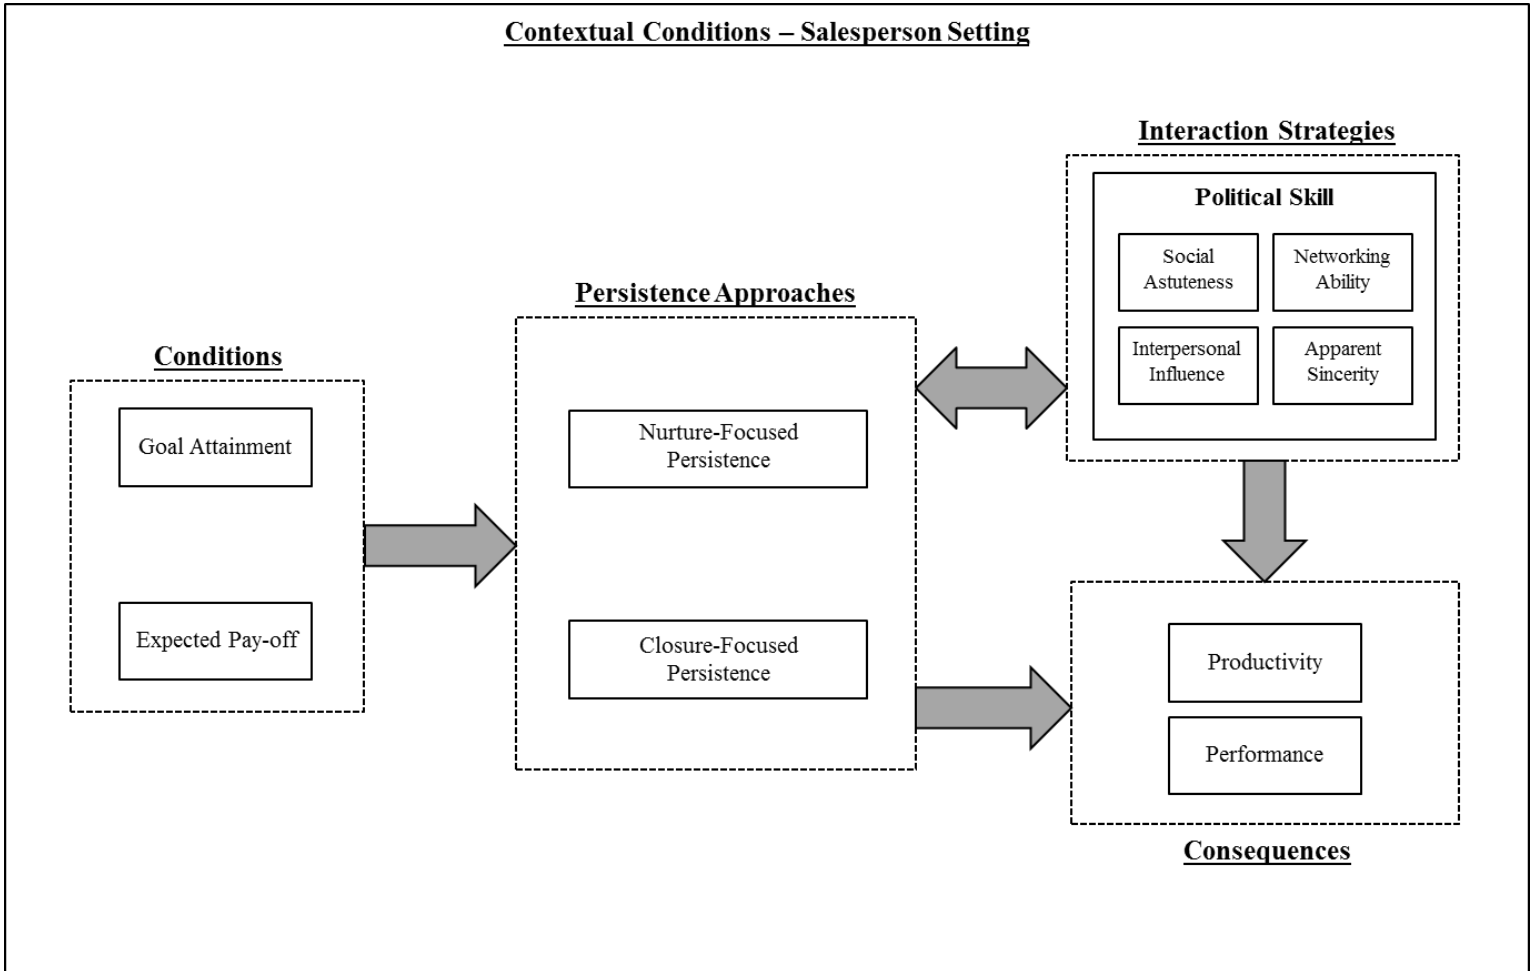 Contextual Conditions – Salesperson Setting
Interaction Strategies
Political Skill
Social
Astuteness
Networking
Ability
Interpersonal
Influence
Apparent
Sincerity
Persistence Approaches
Nurture-Focused
Persistence
Closure-Focused
Persistence
Conditions
Goal Attainment
Expected Pay-off
Productivity
Performance
Consequences